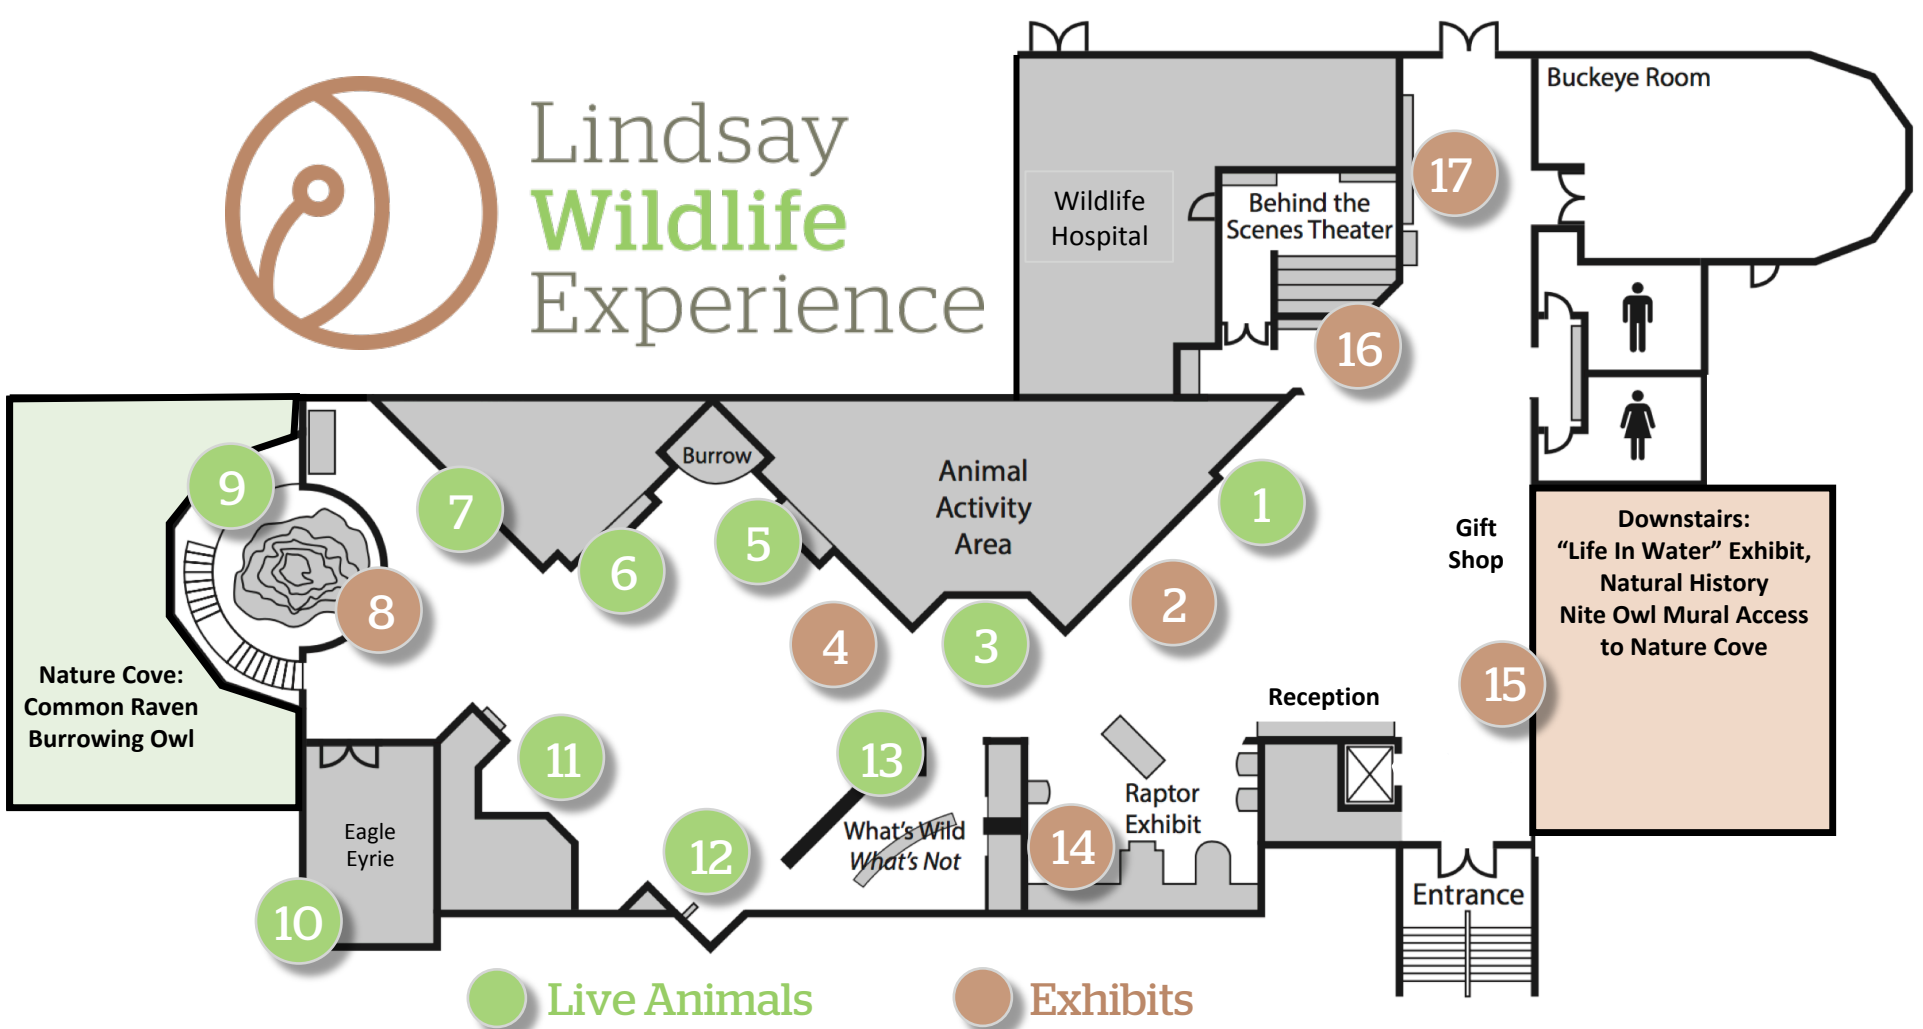 Lindsay
Wildlife
Experience
Buckeye Room
17
Wildlife
Hospital
Behind the
Scenes Theater
16
Burrow
Animal
Activity
Area
9
7
6
5
1
Gift
Shop
Downstairs:
“Life In Water” Exhibit,
Natural History
Nite Owl Mural Access
to Nature Cove
8
4
3
2
15
Nature Cove:
Common Raven
Burrowing Owl
Reception
11
13
Raptor
Exhibit
Eagle
Eyrie
12
What’s Wild
What’s Not
14
10
Entrance
Live Animals
Exhibits